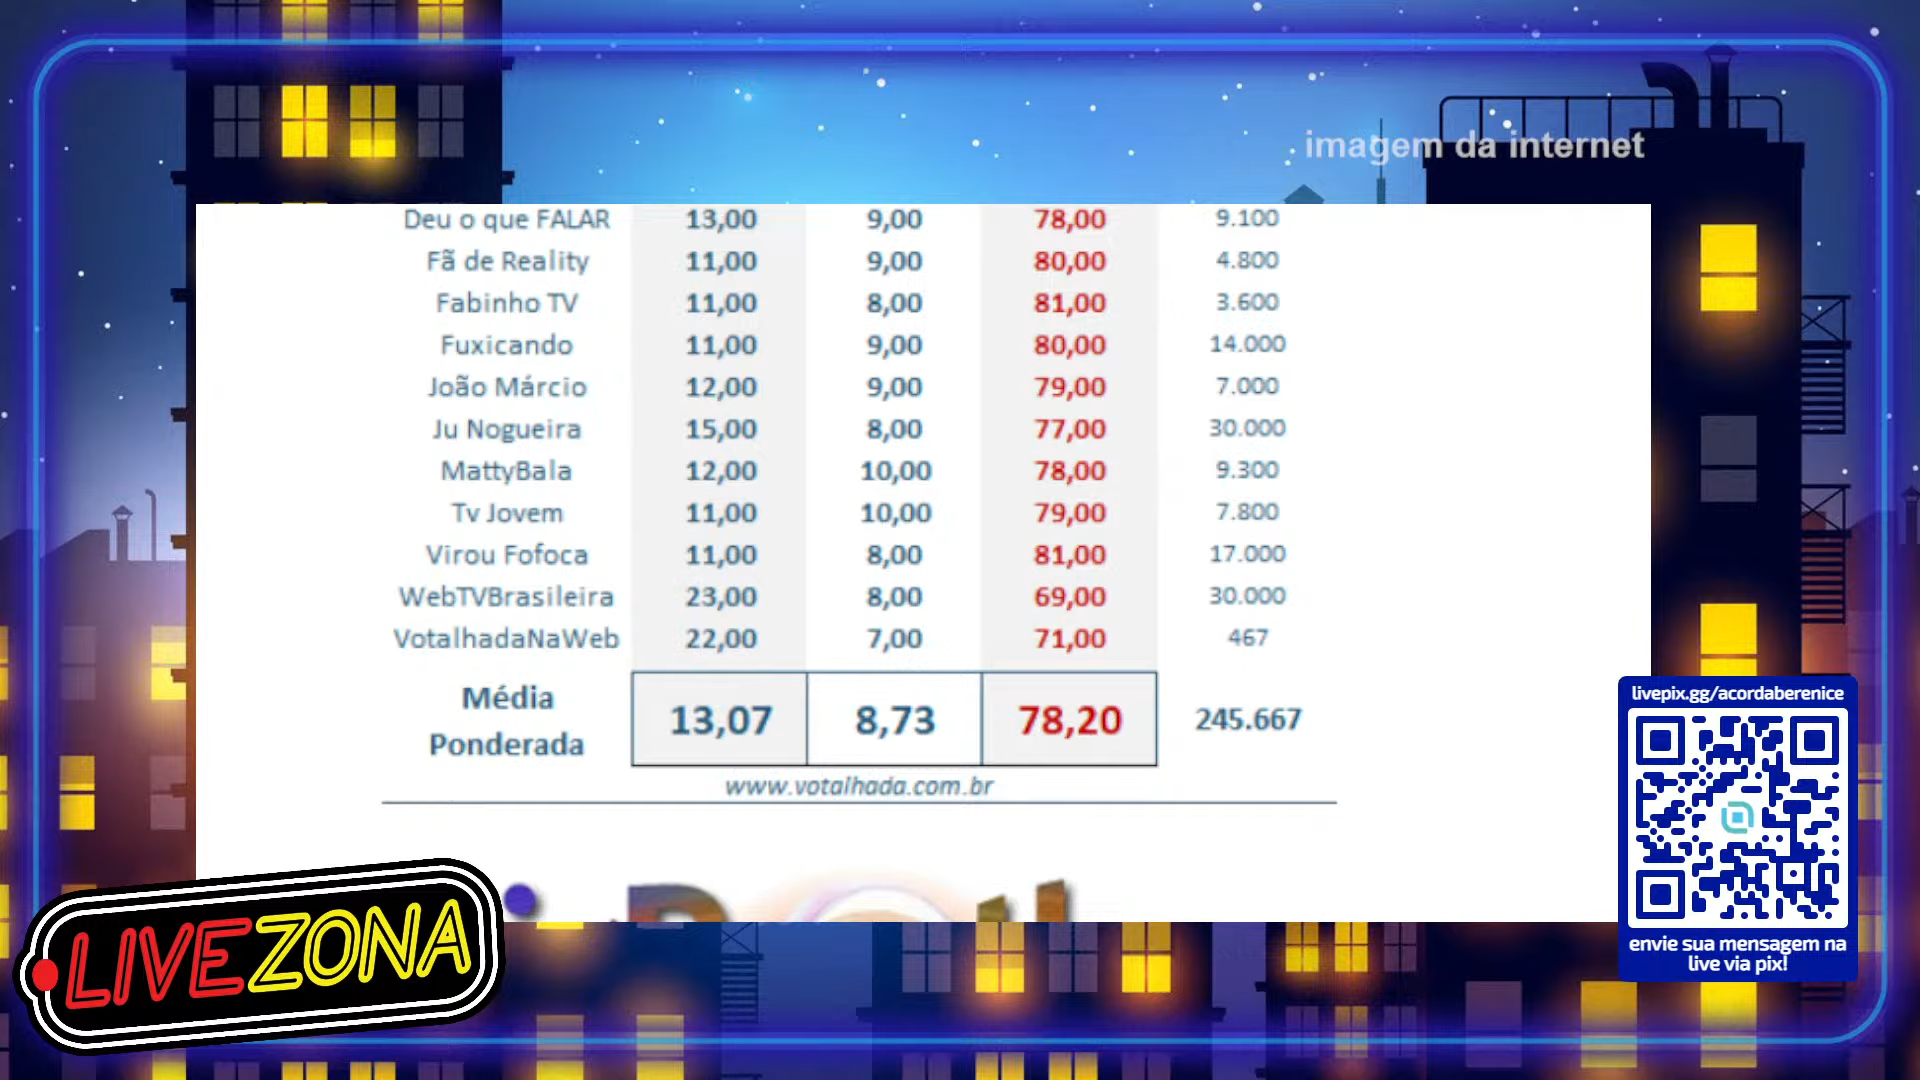 imagem da internet
Deu o que FALAR 13,00 9,00 78,00 9.100
Fã de Reality 11,00 9,00 80,00 4.800
Fabinho TV 11,00 8,00 81,00 3.600
Fuxicando 11,00 9,00 80,00 14.000
João Márcio 12,00 9,00 79,00 7.000
Ju Nogueira 15,00 8,00 77,00 30.000
MattyBala 12,00 10,00 78,00 9.300
Tv Jovem 11,00 10,00 79,00 7.800
Virou Fofoca 11,00 8,00 81,00 17.000
WebTVBrasileira 23,00 8,00 69,00 30.000
VotalhadaNaWeb 22,00 7,00 71,00 467
Média
Ponderada 13,07 8,73 78,20 245.667
www.votalhada.com.br
LIVEZONA
livepix.gg/acordaberenice
envie sua mensagem na
live via pix!